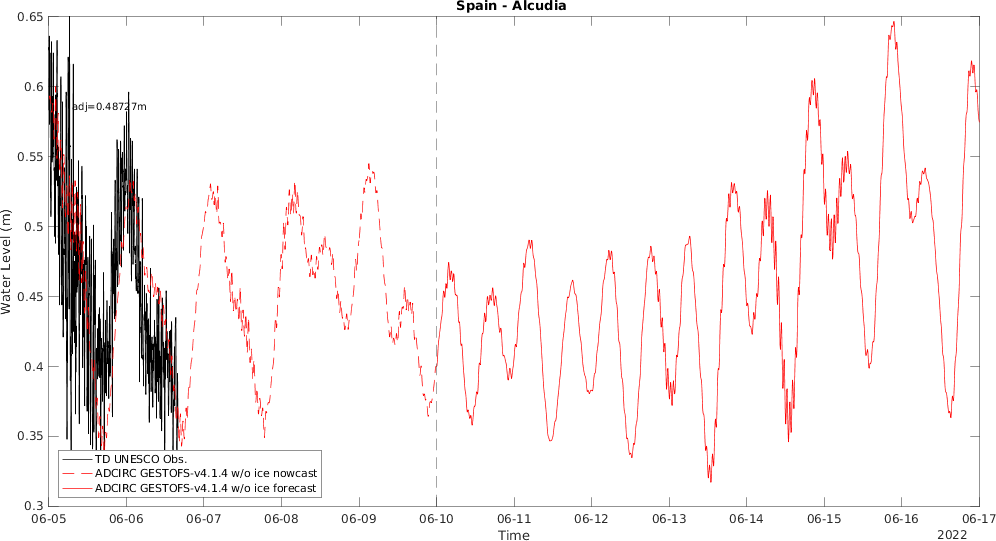 Spain - Alcudia
0.65
0.6
0.55
0.5
0.45
0.4
0.35
0.3
Water Level (m)
adj=0.48727m
TD UNESCO Obs.
ADCIRC GESTOFS-v4.1.4 w/o ice nowcast
ADCIRC GESTOFS-v4.1.4 w/o ice forecast
06-05 06-06 06-07 06-08 06-09 06-10 06-11 06-12 06-13 06-14 06-15 06-16 06-17
Time
2022